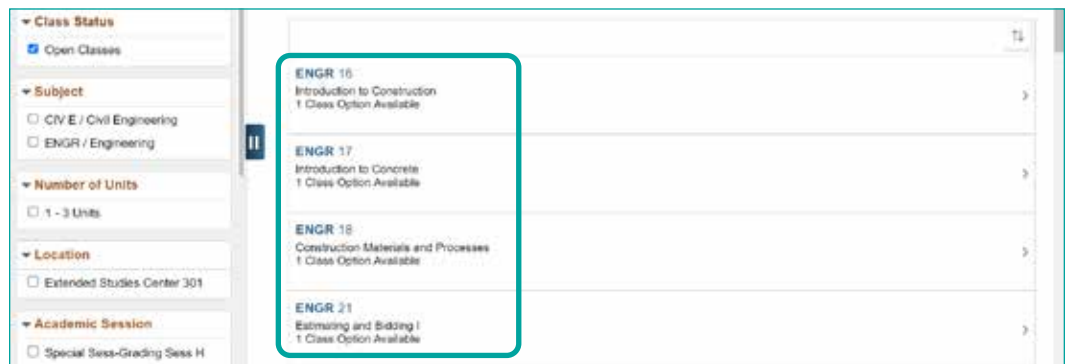 Class Status
Open Classes
Subject
CIV E / Civil Engineering
ENGR / Engineering
Number of Units
1 - 3 Units
Location
Extended Studies Center 301
Academic Session
Special Sess-Grading Sess H
ENGR 16
Introduction to Construction
1 Class Option Available
ENGR 17
Introduction to Concrete
1 Class Option Available
ENGR 18
Construction Materials and Processes
1 Class Option Available
ENGR 21
Estimating and Bidding I
1 Class Option Available